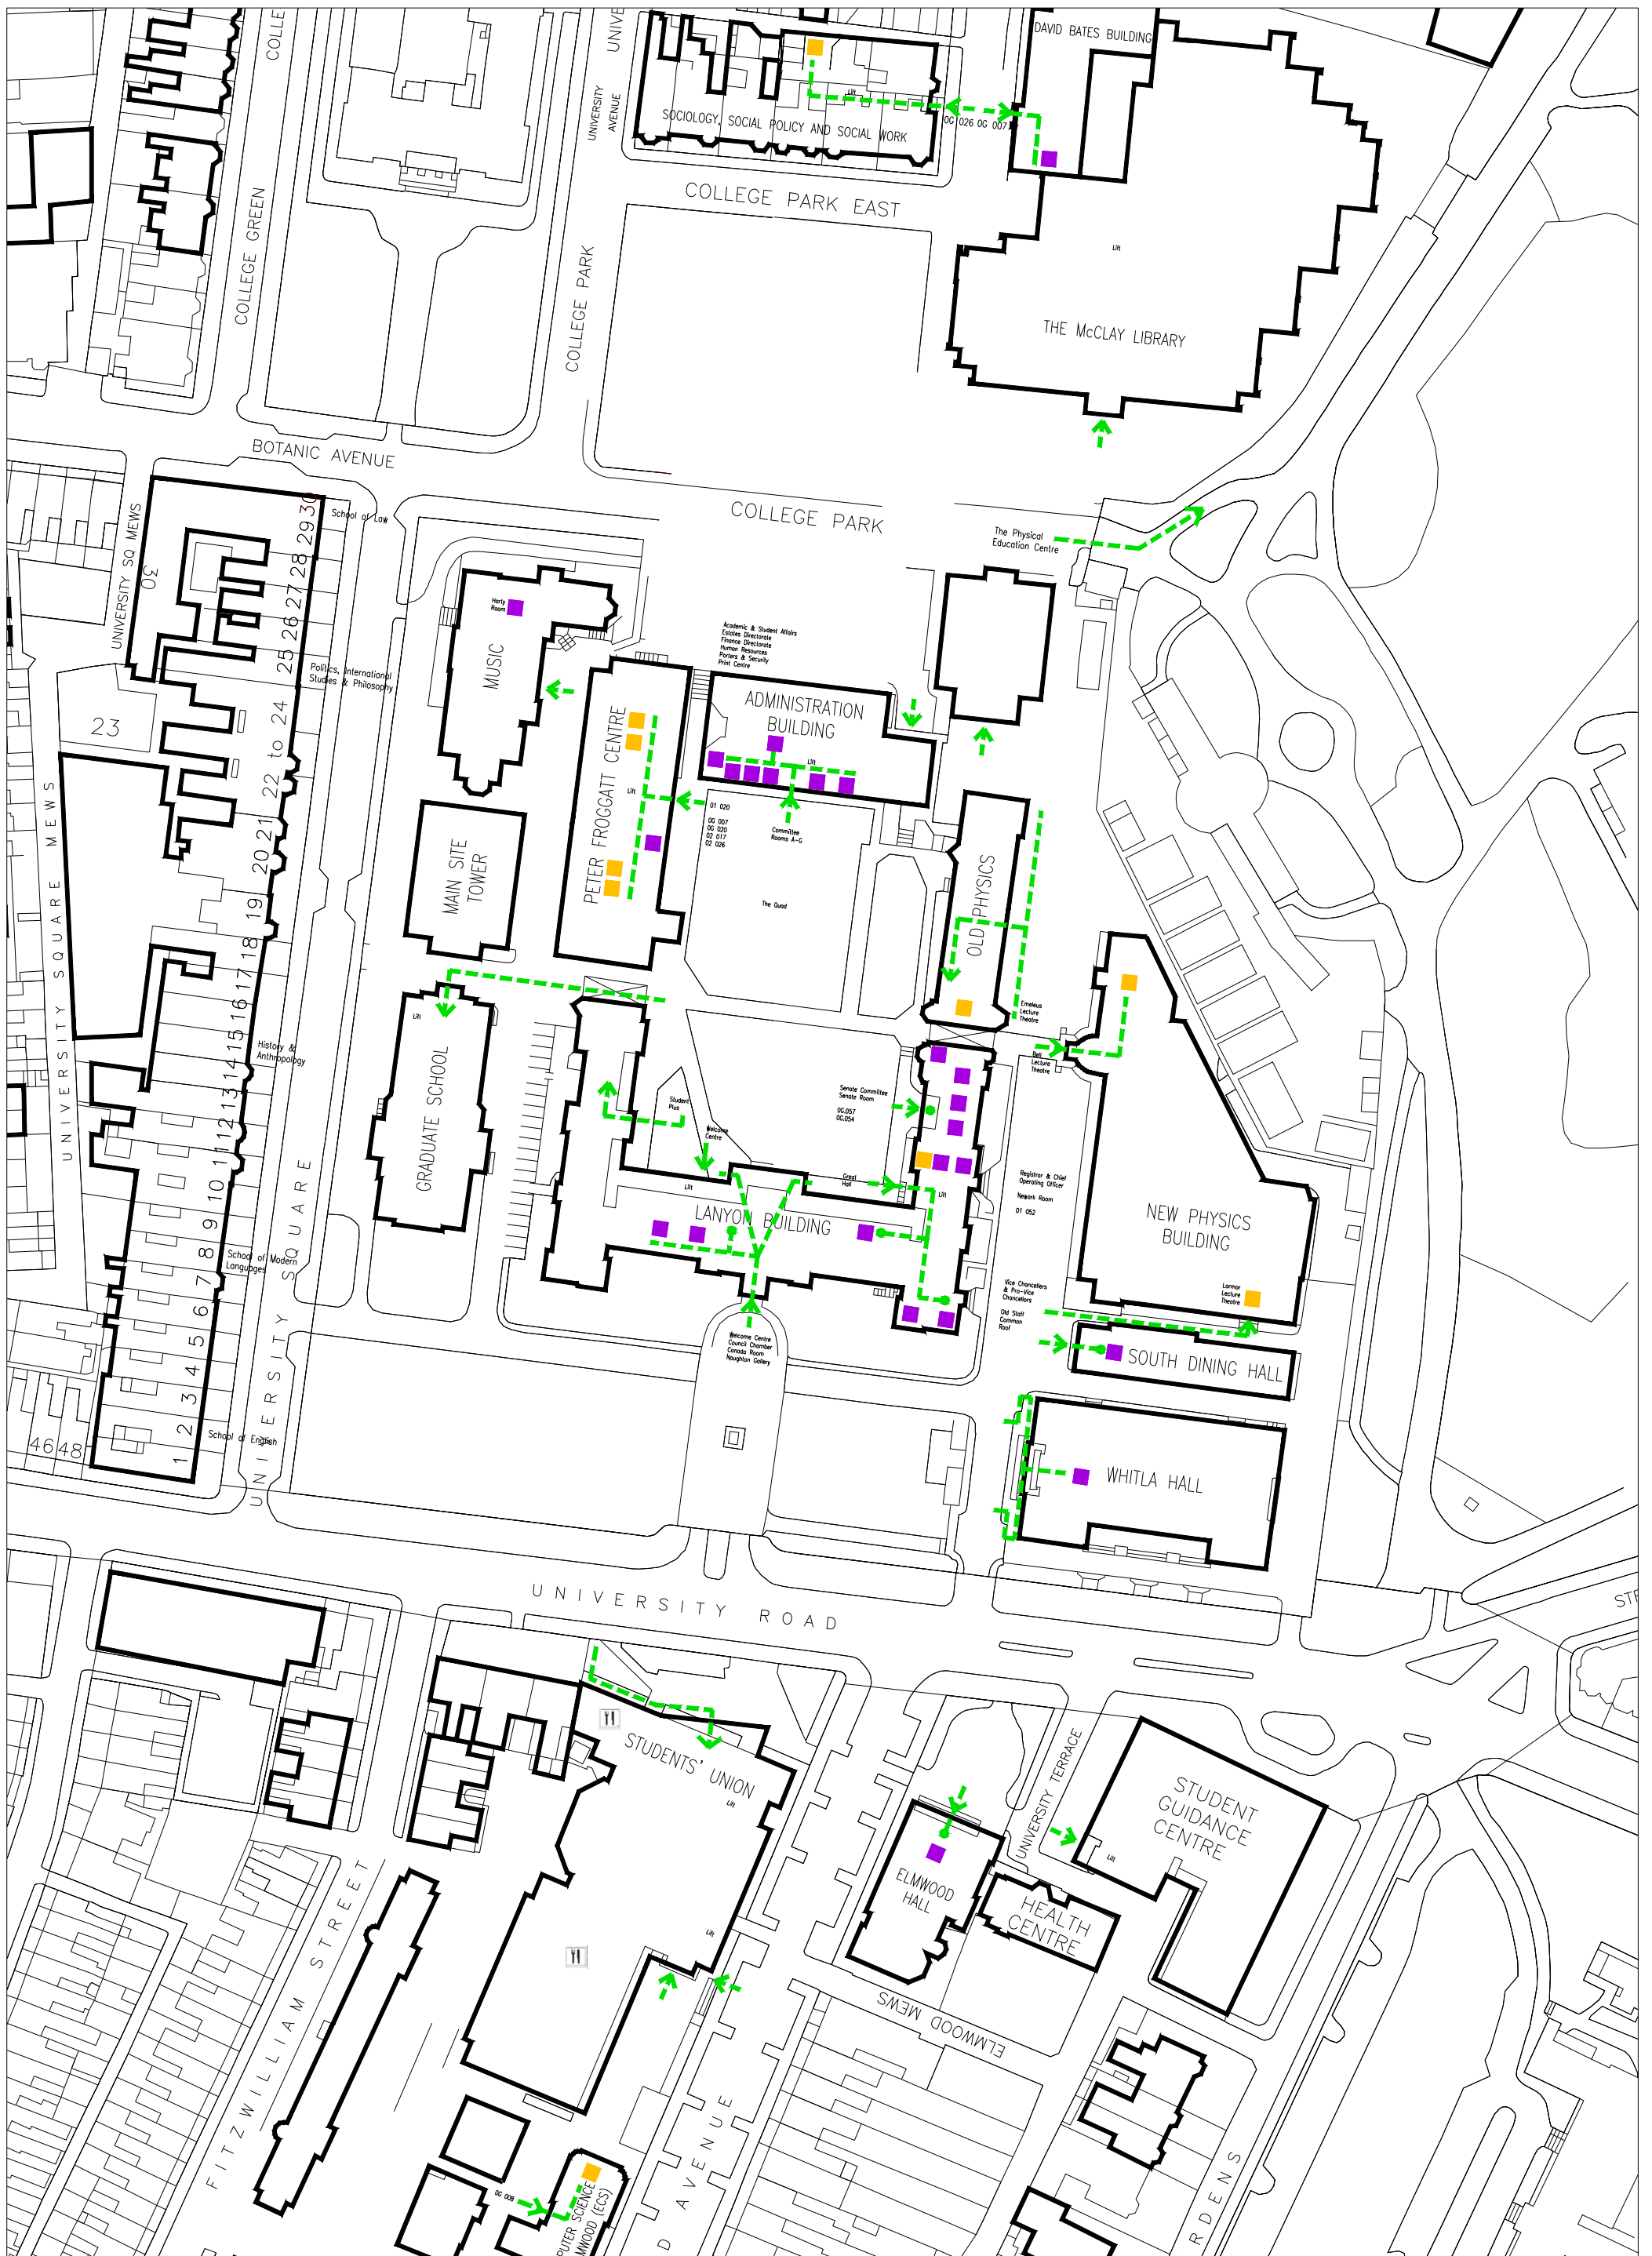 COLLE
UNIVE
DAVID BATES BUILDING
UNIVERSITY
AVENUE
Lift
SOCIOLOGY, SOCIAL POLICY AND SOCIAL WORK
0G 026 0G 007
COLLEGE PARK EAST
COLLEGE GREEN
COLLEGE PARK
Lift
THE McCLAY LIBRARY
BOTANIC AVENUE
COLLEGE PARK
The Physical
Education Centre
UNIVERSITY SQ MEWS
30
School of Law
30
29
28
27
26
25
Politics, International
Studies & Philosophy
22 to 24
23
21
20
19
18
17
16
15
14
13
12
11
10
9
8
7
6
5
4
3
2
1
History &
Anthropology
School of Modern
Languages
School of English
46 48
UNIVERSITY SQUARE MEWS
UNIVERSITY SQUARE
Harty
Room
MUSIC
Academic & Student Affairs
Estates Directorate
Finance Directorate
Human Resources
Porters & Security
Print Centre
ADMINISTRATION
BUILDING
Lift
PETER FROGGATT CENTRE
Lift
01 020
0G 007
0G 020
02 017
02 026
Committee
Rooms A-G
MAIN SITE
TOWER
The Quad
OLD PHYSICS
Emeleus
Lecture
Theatre
Bell
Lecture
Theatre
Lift
GRADUATE SCHOOL
Student
Plus
Welcome
Centre
Senate Committee
Senate Room
0G.057
0G.054
Great
Hall
Lift
Lift
LANYON BUILDING
Registrar & Chief
Operating Officer
Newark Room
01 052
NEW PHYSICS
BUILDING
Larmor
Lecture
Theatre
Vice Chancellors
& Pro-Vice
Chancellors
Old Staff
Common
Roof
SOUTH DINING HALL
Welcome Centre
Council Chamber
Canada Room
Naughton Gallery
WHITLA HALL
UNIVERSITY ROAD
STR
STUDENTS' UNION
Lift
Lift
UNIVERSITY TERRACE
STUDENT
GUIDANCE
CENTRE
Lift
ELMWOOD
HALL
HEALTH
CENTRE
ELMWOOD MEWS
FITZWILLIAM STREET
0G 008
PUTER SCIENCE
MWOOD (ECS)
D AVENUE
RDENS